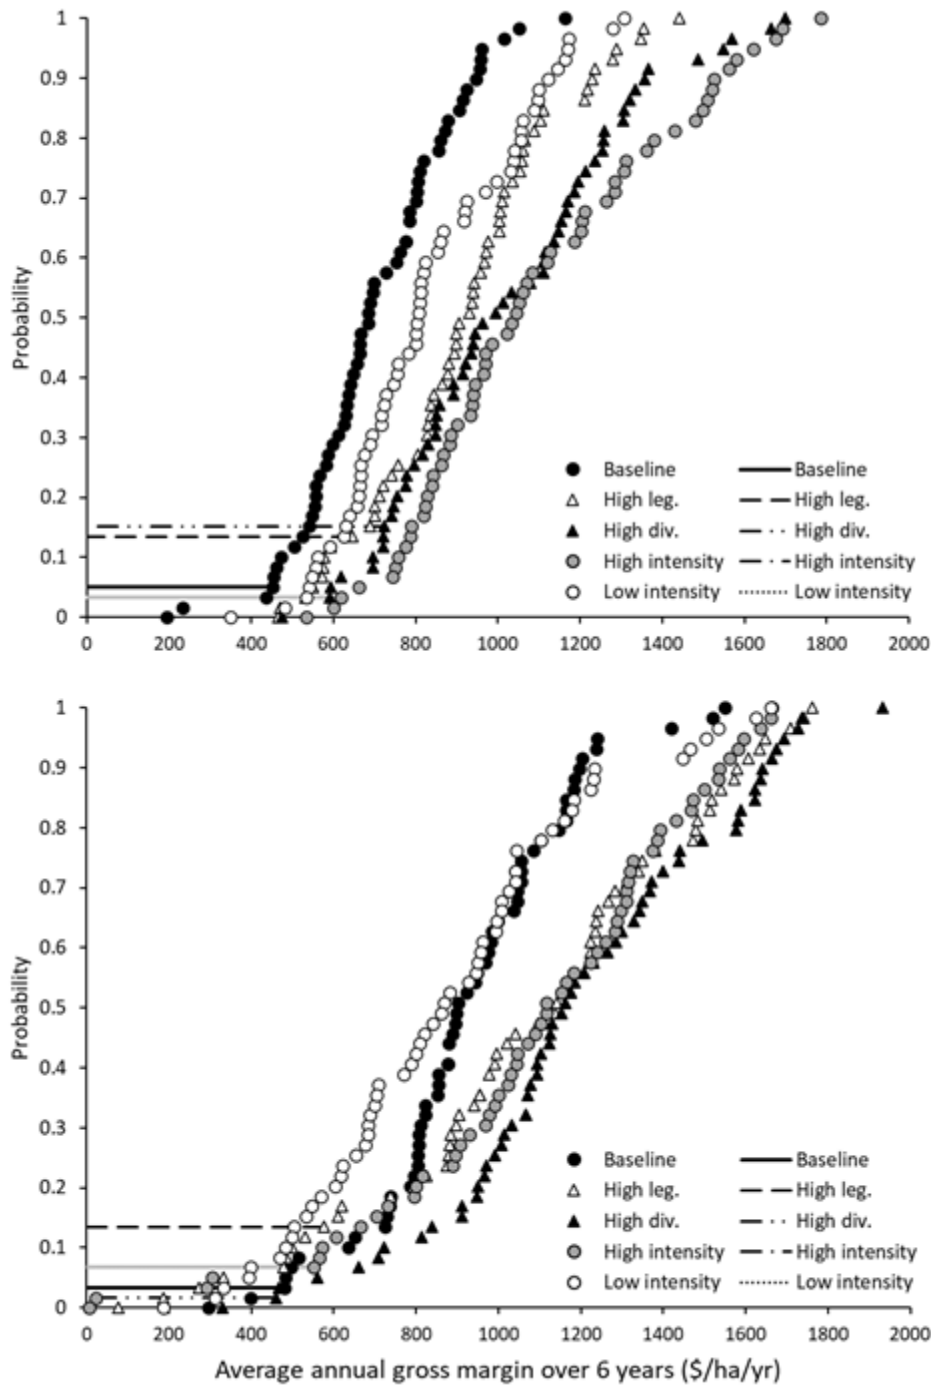 1
0.9
0.8
0.7
0.6
0.5
0.4
0.3
0.2
0.1
0
Probability
Baseline Baseline
High leg. High leg.
High div. High div.
High intensity High intensity
Low intensity Low intensity
0 200 400 600 800 1000 1200 1400 1600 1800 2000
1
0.9
0.8
0.7
0.6
0.5
0.4
0.3
0.2
0.1
0
Probability
Baseline Baseline
High leg. High leg.
High div. High div.
High intensity High intensity
Low intensity Low intensity
0 200 400 600 800 1000 1200 1400 1600 1800 2000
Average annual gross margin over 6 years ($/ha/yr)